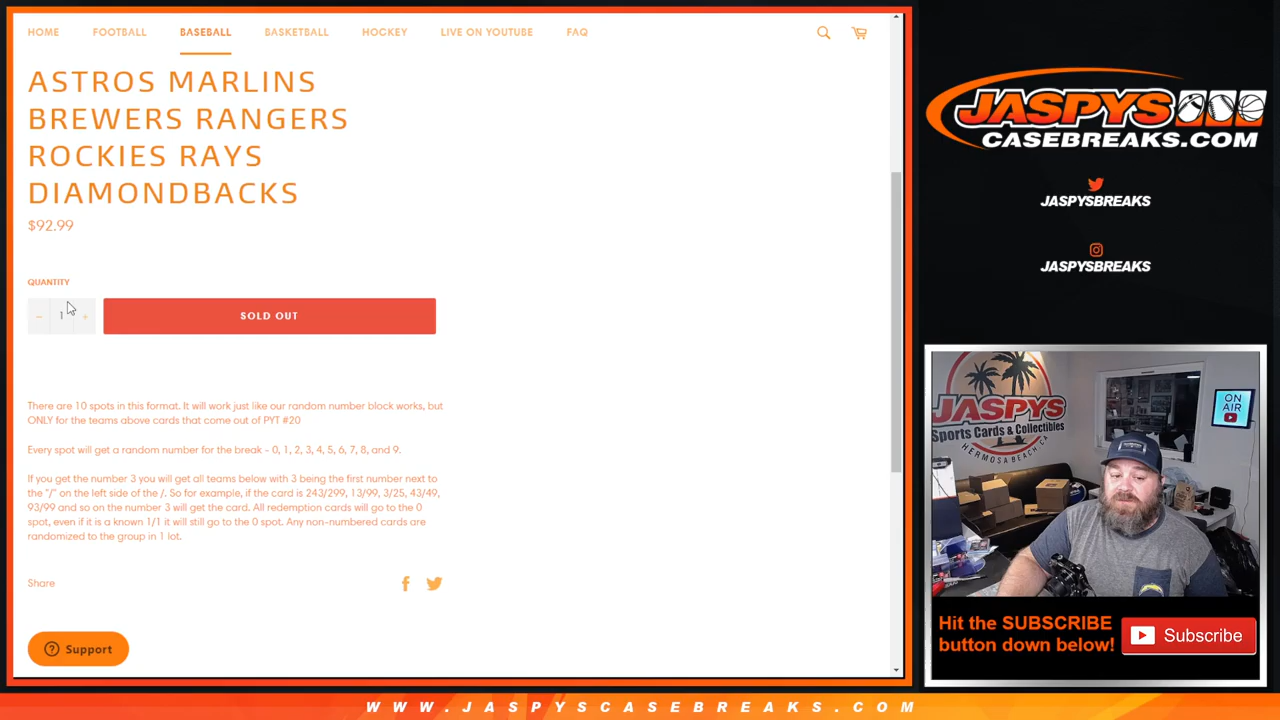 HOME FOOTBALL BASEBALL BASKETBALL HOCKEY LIVE ON YOUTUBE FAQ
ASTROS MARLINS
BREWERS RANGERS
ROCKIES RAYS
DIAMONDBACKS
$92.99
QUANTITY
− 1 + SOLD OUT
There are 10 spots in this format. It will work just like our random number block works, but
ONLY for the teams above cards that come out of PYT #20
Every spot will get a random number for the break - 0, 1, 2, 3, 4, 5, 6, 7, 8, and 9.
If you get the number 3 you will get all teams below with 3 being the first number next to
the "/" on the left side of the /. So for example, if the card is 243/299, 13/99, 3/25, 43/49,
93/99 and so on the number 3 will get the card. All redemption cards will go to the 0
spot, even if it is a known 1/1 it will still go to the 0 spot. Any non-numbered cards are
randomized to the group in 1 lot.
Share
Support
JASPYS
CASEBREAKS.COM
JASPYSBREAKS
JASPYSBREAKS
JASPYS
Sports Cards & Collectibles
HERMOSA BEACH CA
ON
AIR
Hit the SUBSCRIBE
button down below!
Subscribe
WWW.JASPYSCASEBREAKS.COM